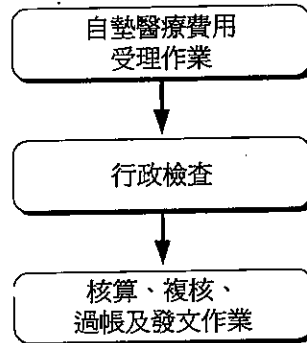 自墊醫療費用
受理作業
行政檢查
核算、複核、
過帳及發文作業